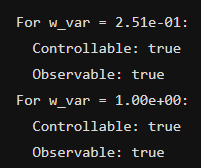 For w_var = 2.51e-01:
  Controllable: true
  Observable: true
For w_var = 1.00e+00:
  Controllable: true
  Observable: true